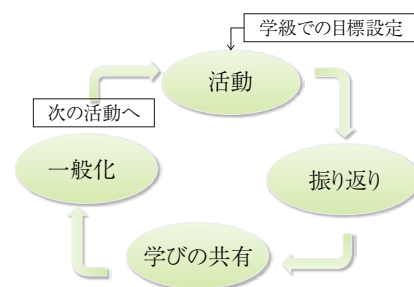 学級での目標設定
活動
次の活動へ
一般化
振り返り
学びの共有